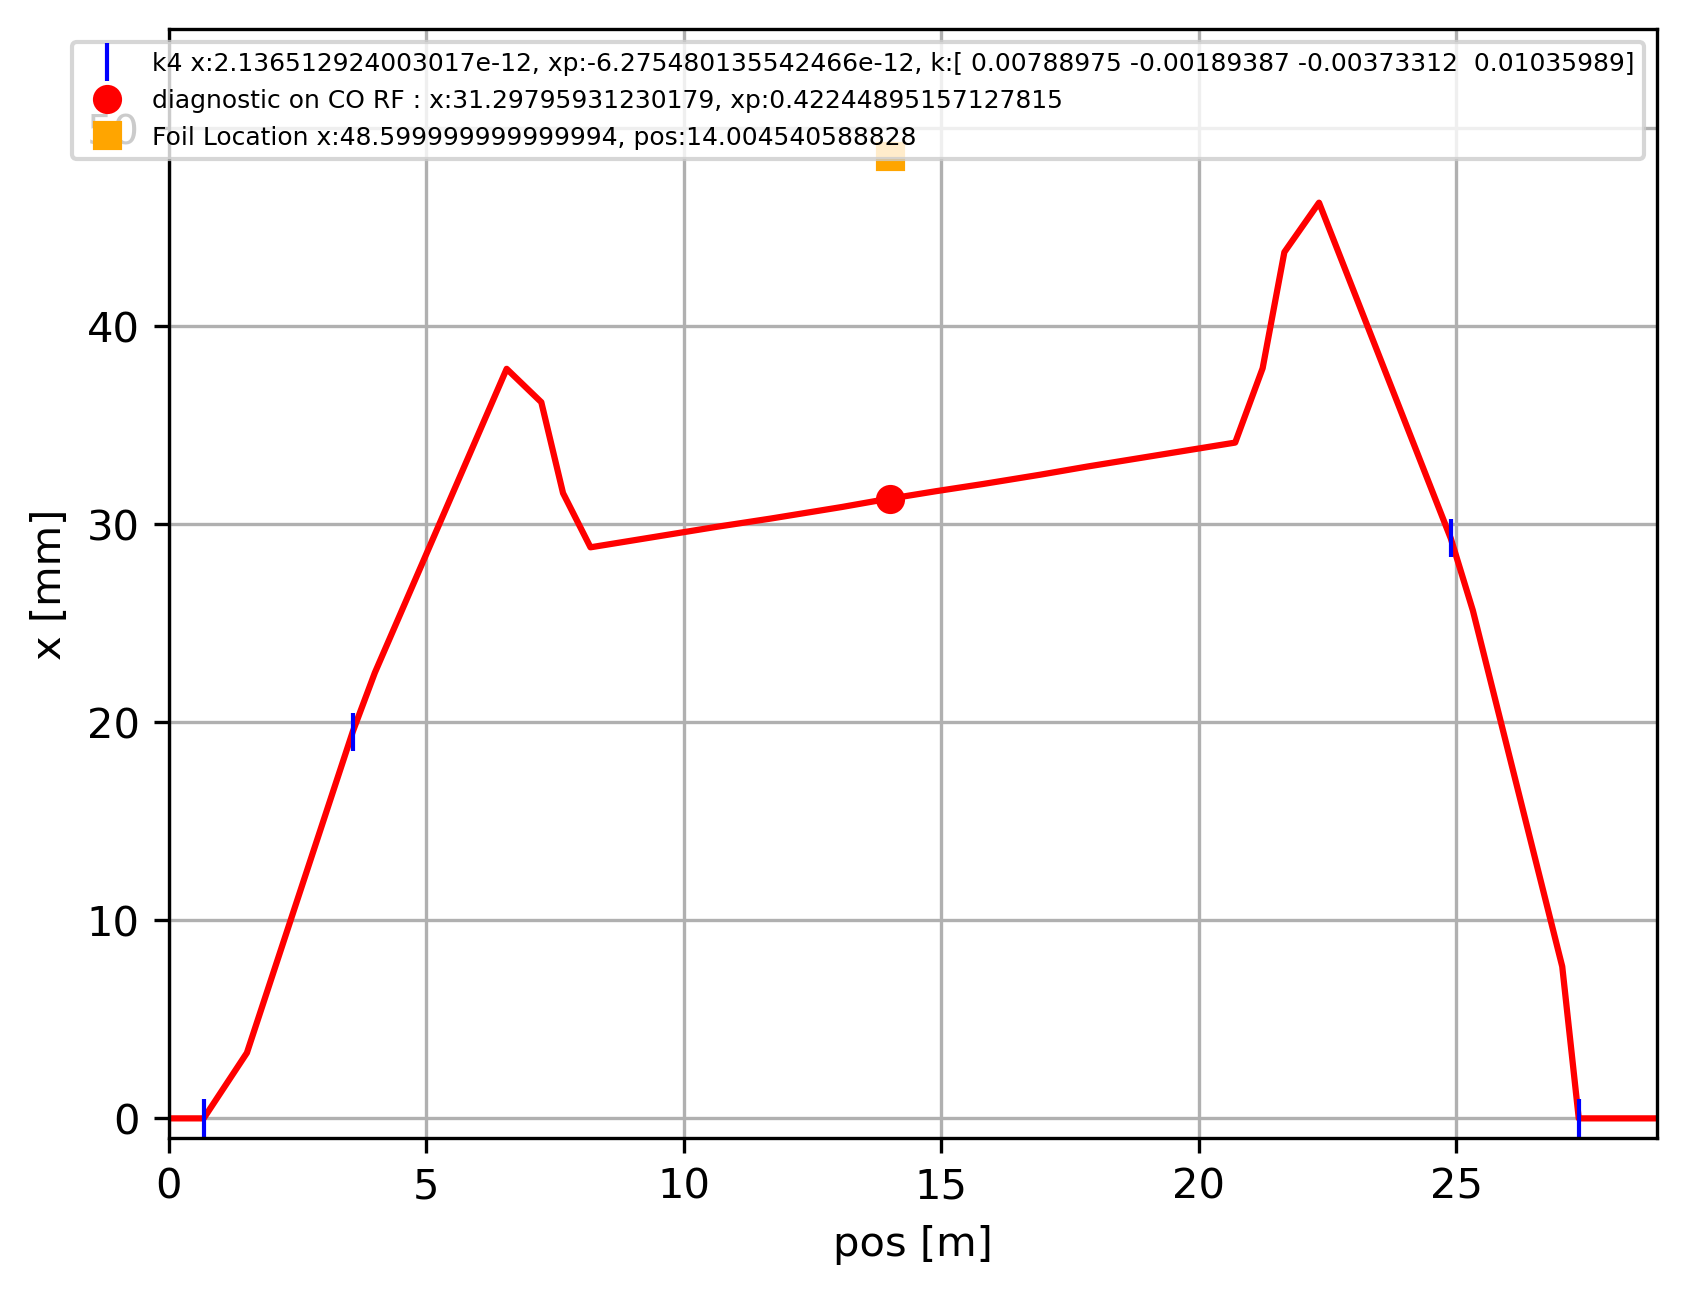 k4 x:2.136512924003017e-12, xp:-6.275480135542466e-12, k:[ 0.00788975 -0.00189387 -0.00373312  0.01035989]
diagnostic on CO RF : x:31.29795931230179, xp:0.42244895157127815
Foil Location x:48.599999999999994, pos:14.004540588828
50
40
30
20
10
0
x [mm]
0 5 10 15 20 25
pos [m]